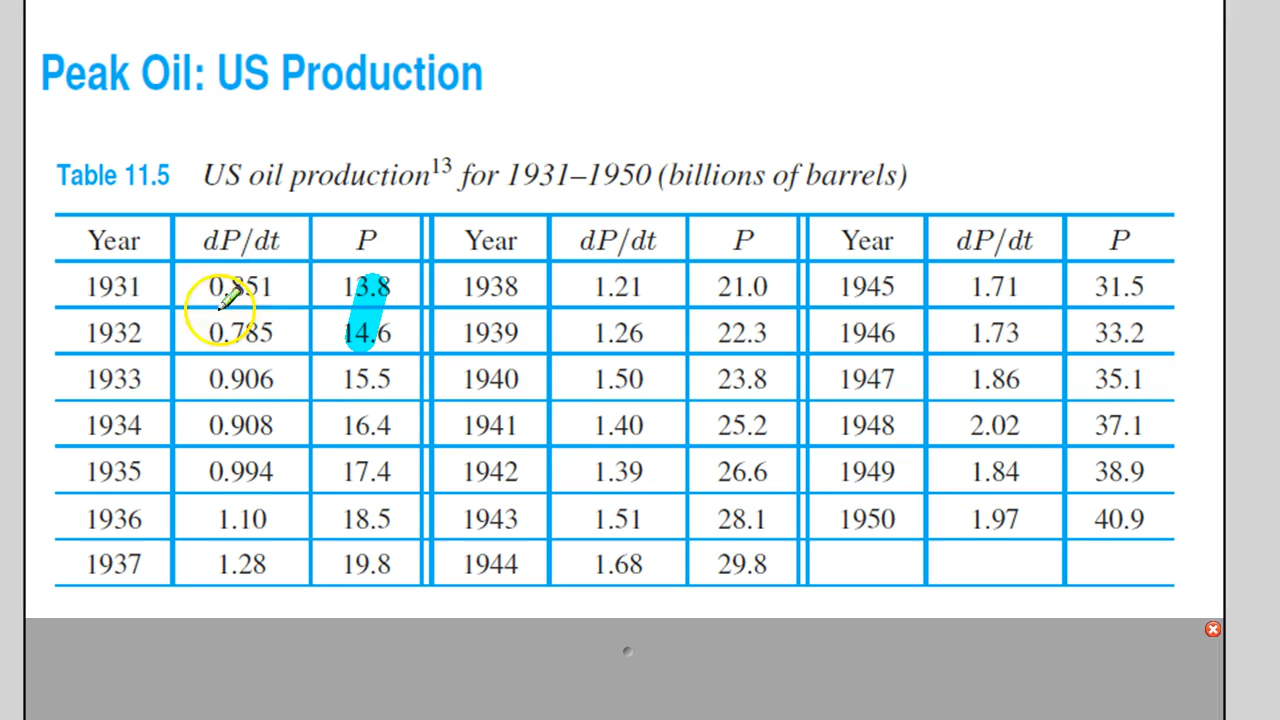 Peak Oil: US Production
Table 11.5 US oil production13 for 1931–1950 (billions of barrels)
Year dP/dt P Year dP/dt P Year dP/dt P
1931 0.851 13.8 1938 1.21 21.0 1945 1.71 31.5
1932 0.785 14.6 1939 1.26 22.3 1946 1.73 33.2
1933 0.906 15.5 1940 1.50 23.8 1947 1.86 35.1
1934 0.908 16.4 1941 1.40 25.2 1948 2.02 37.1
1935 0.994 17.4 1942 1.39 26.6 1949 1.84 38.9
1936 1.10 18.5 1943 1.51 28.1 1950 1.97 40.9
1937 1.28 19.8 1944 1.68 29.8